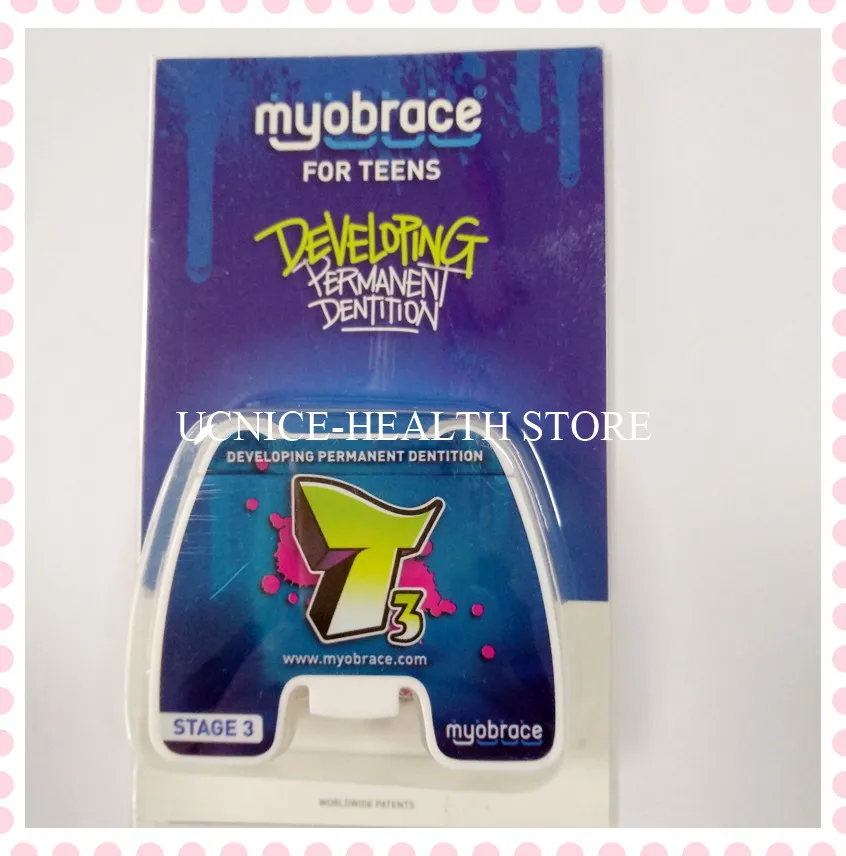 myobrace®
FOR TEENS
DEVELOPING
PERMANENT
DENTITION
UCNICE-HEALTH STORE
DEVELOPING PERMANENT DENTITION
T3
www.myobrace.com
STAGE 3
myobrace
WORLDWIDE PATENTS